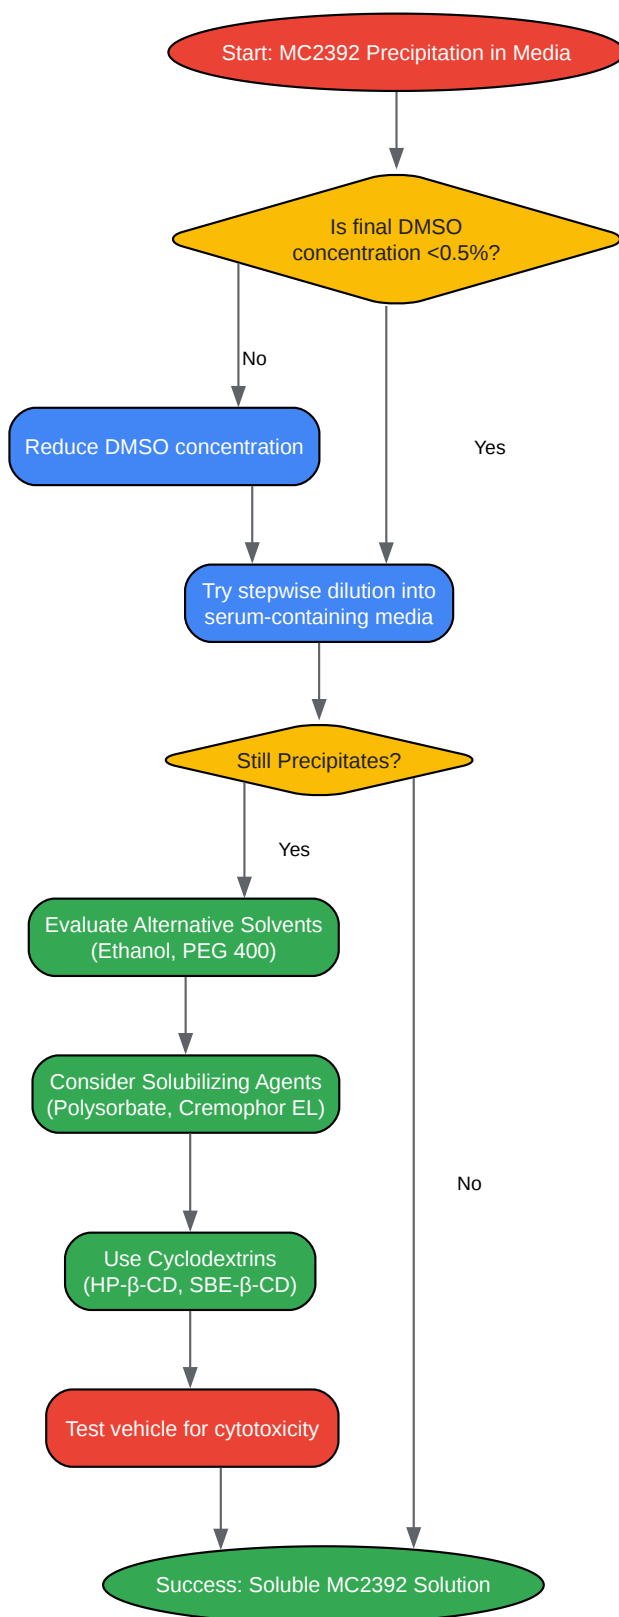 Start: MC2392 Precipitation in Media
Is final DMSO
concentration <0.5%?
No
Reduce DMSO concentration
Yes
Try stepwise dilution into
serum-containing media
Still Precipitates?
Yes
Evaluate Alternative Solvents
(Ethanol, PEG 400)
Consider Solubilizing Agents
(Polysorbate, Cremophor EL)
No
Use Cyclodextrins
(HP-β-CD, SBE-β-CD)
Test vehicle for cytotoxicity
Success: Soluble MC2392 Solution